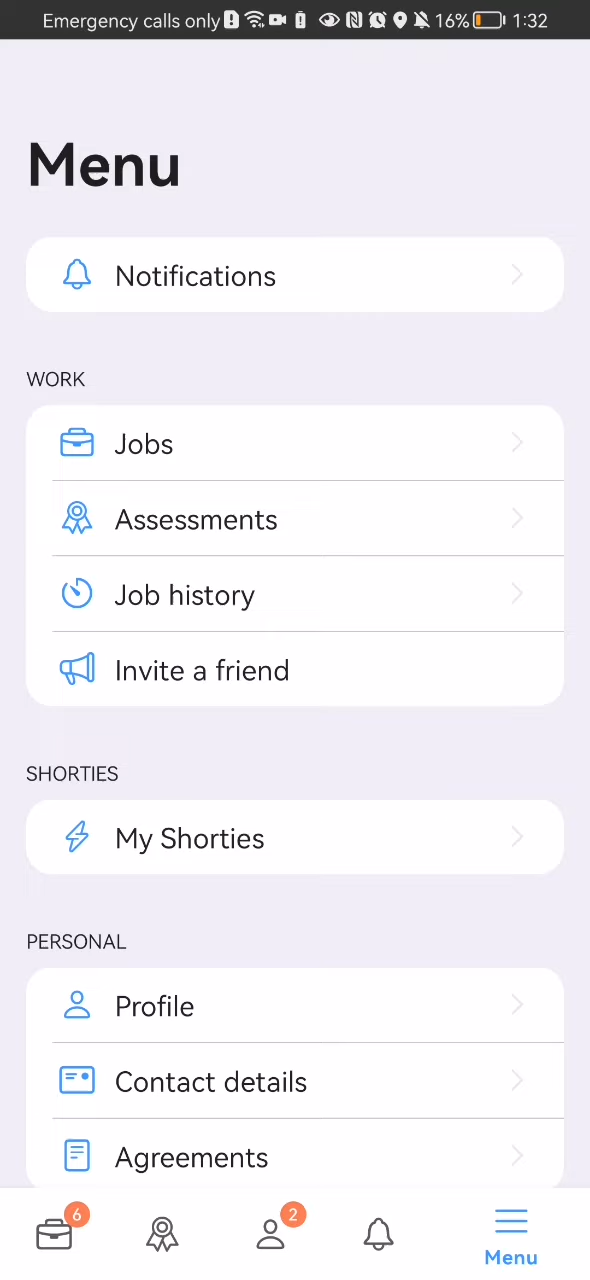 Emergency calls only 16% 1:32
Menu
Notifications
WORK
Jobs
Assessments
Job history
Invite a friend
SHORTIES
My Shorties
PERSONAL
Profile
Contact details
Agreements
6 2
Menu